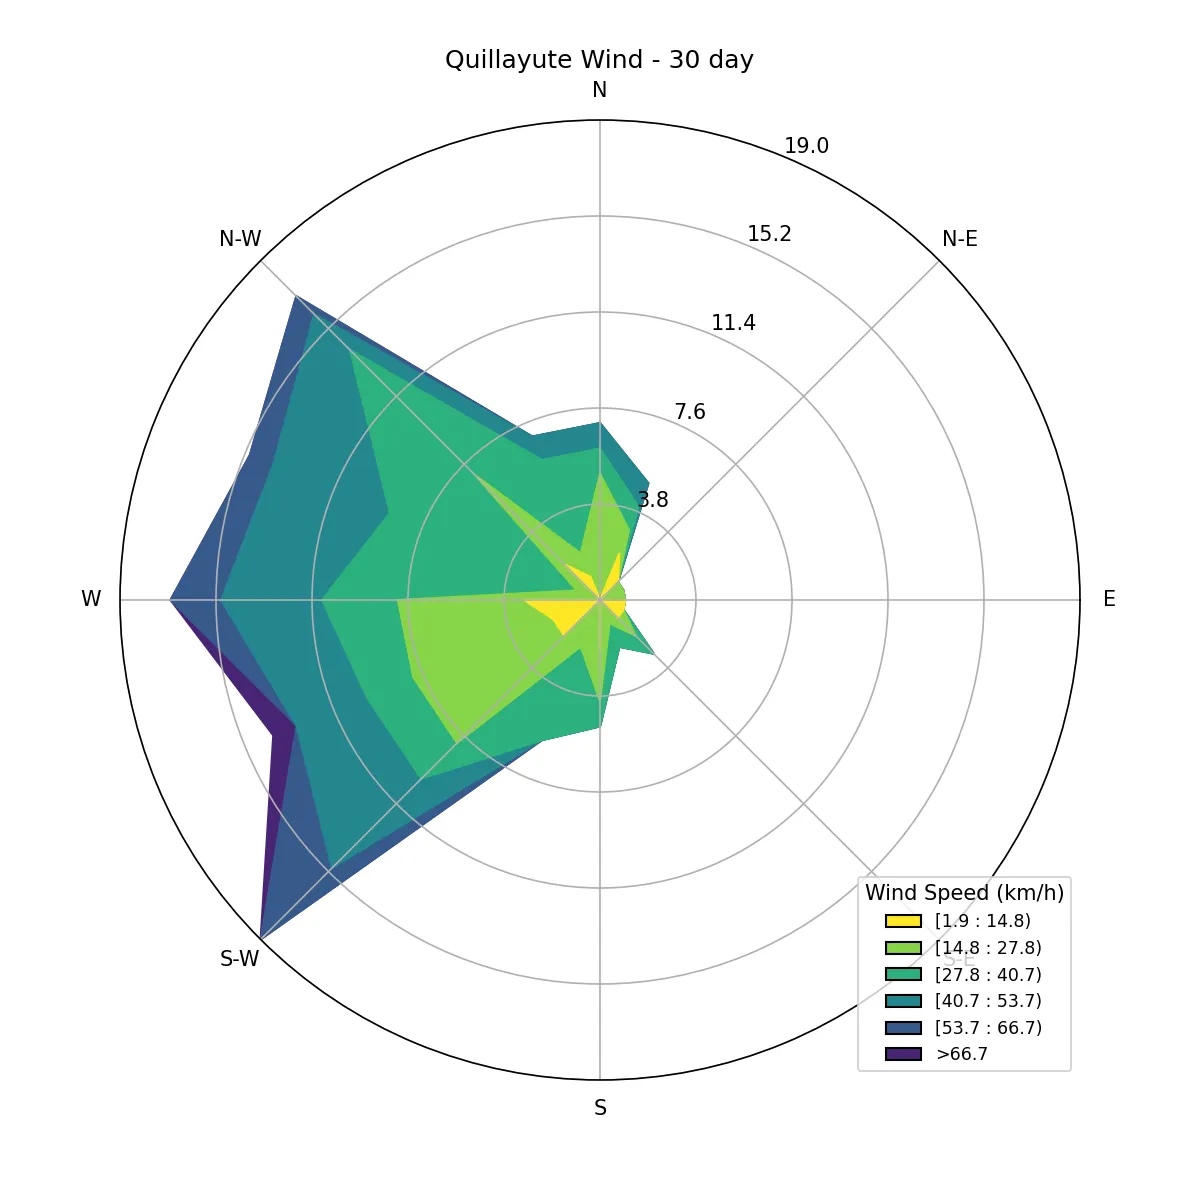 Quillayute Wind - 30 day
N
19.0
15.2
N-W
N-E
11.4
7.6
3.8
W
E
Wind Speed (km/h)
[1.9 : 14.8)
[14.8 : 27.8)
S-W
S-E
[27.8 : 40.7)
[40.7 : 53.7)
[53.7 : 66.7)
>66.7
S